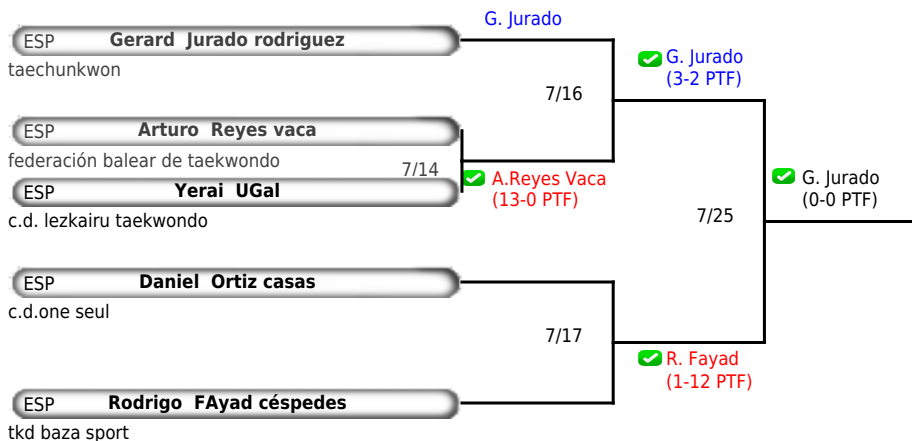 G. Jurado
ESP Gerard Jurado rodriguez
taechunkwon
G. Jurado
(3-2 PTF)
7/16
ESP Arturo Reyes vaca
federación balear de taekwondo
7/14
A.Reyes Vaca
(13-0 PTF)
ESP Yerai UGal
c.d. lezkairu taekwondo
G. Jurado
(0-0 PTF)
7/25
ESP Daniel Ortiz casas
c.d.one seul
7/17
R. Fayad
(1-12 PTF)
ESP Rodrigo FAyad céspedes
tkd baza sport